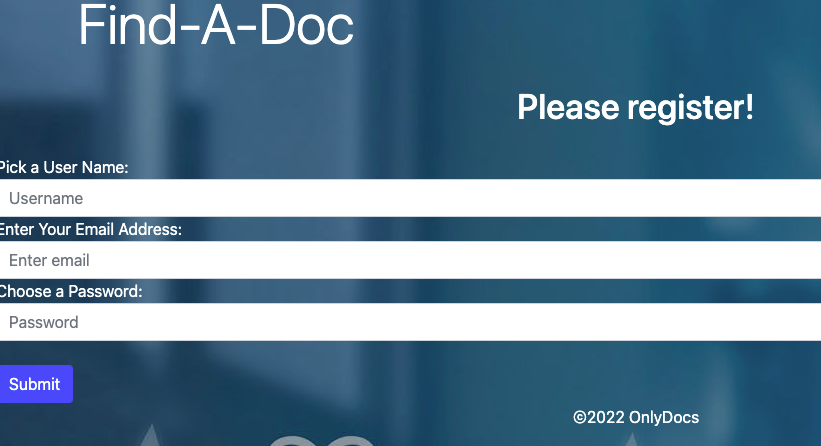 Find-A-Doc
Please register!
Pick a User Name:
Username
Enter Your Email Address:
Enter email
Choose a Password:
Password
Submit
©2022 OnlyDocs